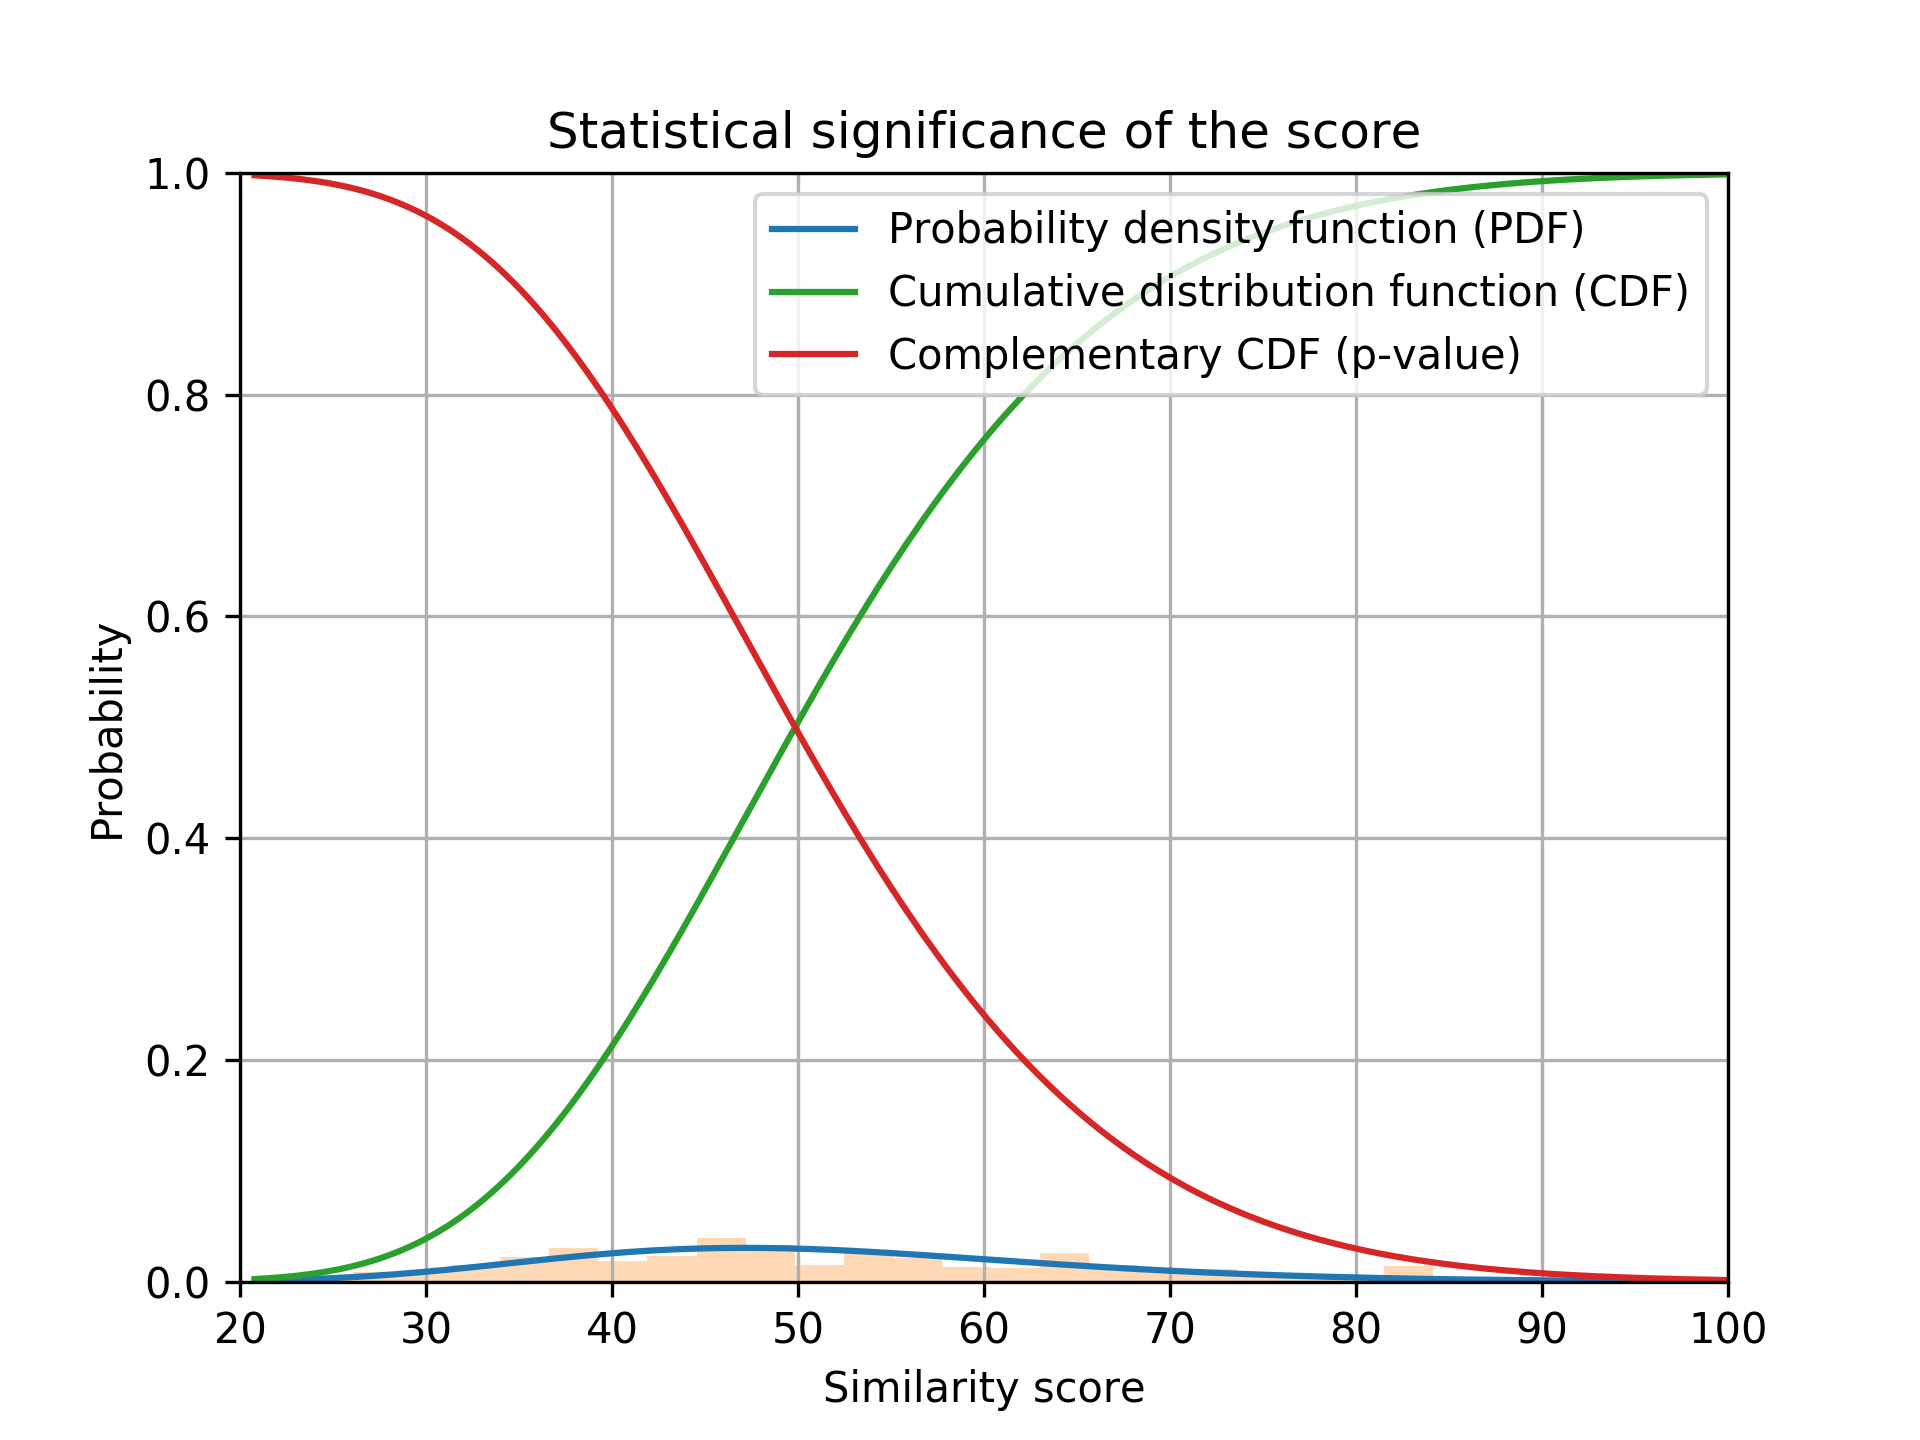 Statistical significance of the score
Probability density function (PDF)
Cumulative distribution function (CDF)
Complementary CDF (p-value)
1.0
0.8
0.6
0.4
0.2
0.0
Probability
20 30 40 50 60 70 80 90 100
Similarity score